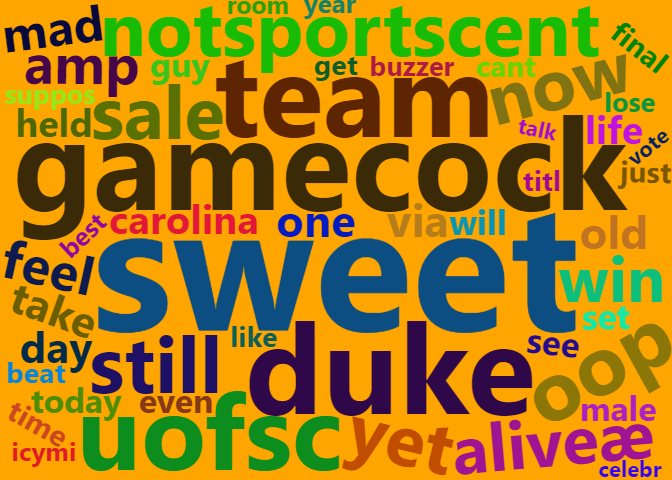 room year
mad notsportscent final
amp guy get buzzer cant now
suppos sale team lose
held talk life vote
gamecock titl just
best carolina one via will old
feel sweet win
take set
day still like duke see oop
beat
today even male
time uofsc yet aliveæ
icymi celebr